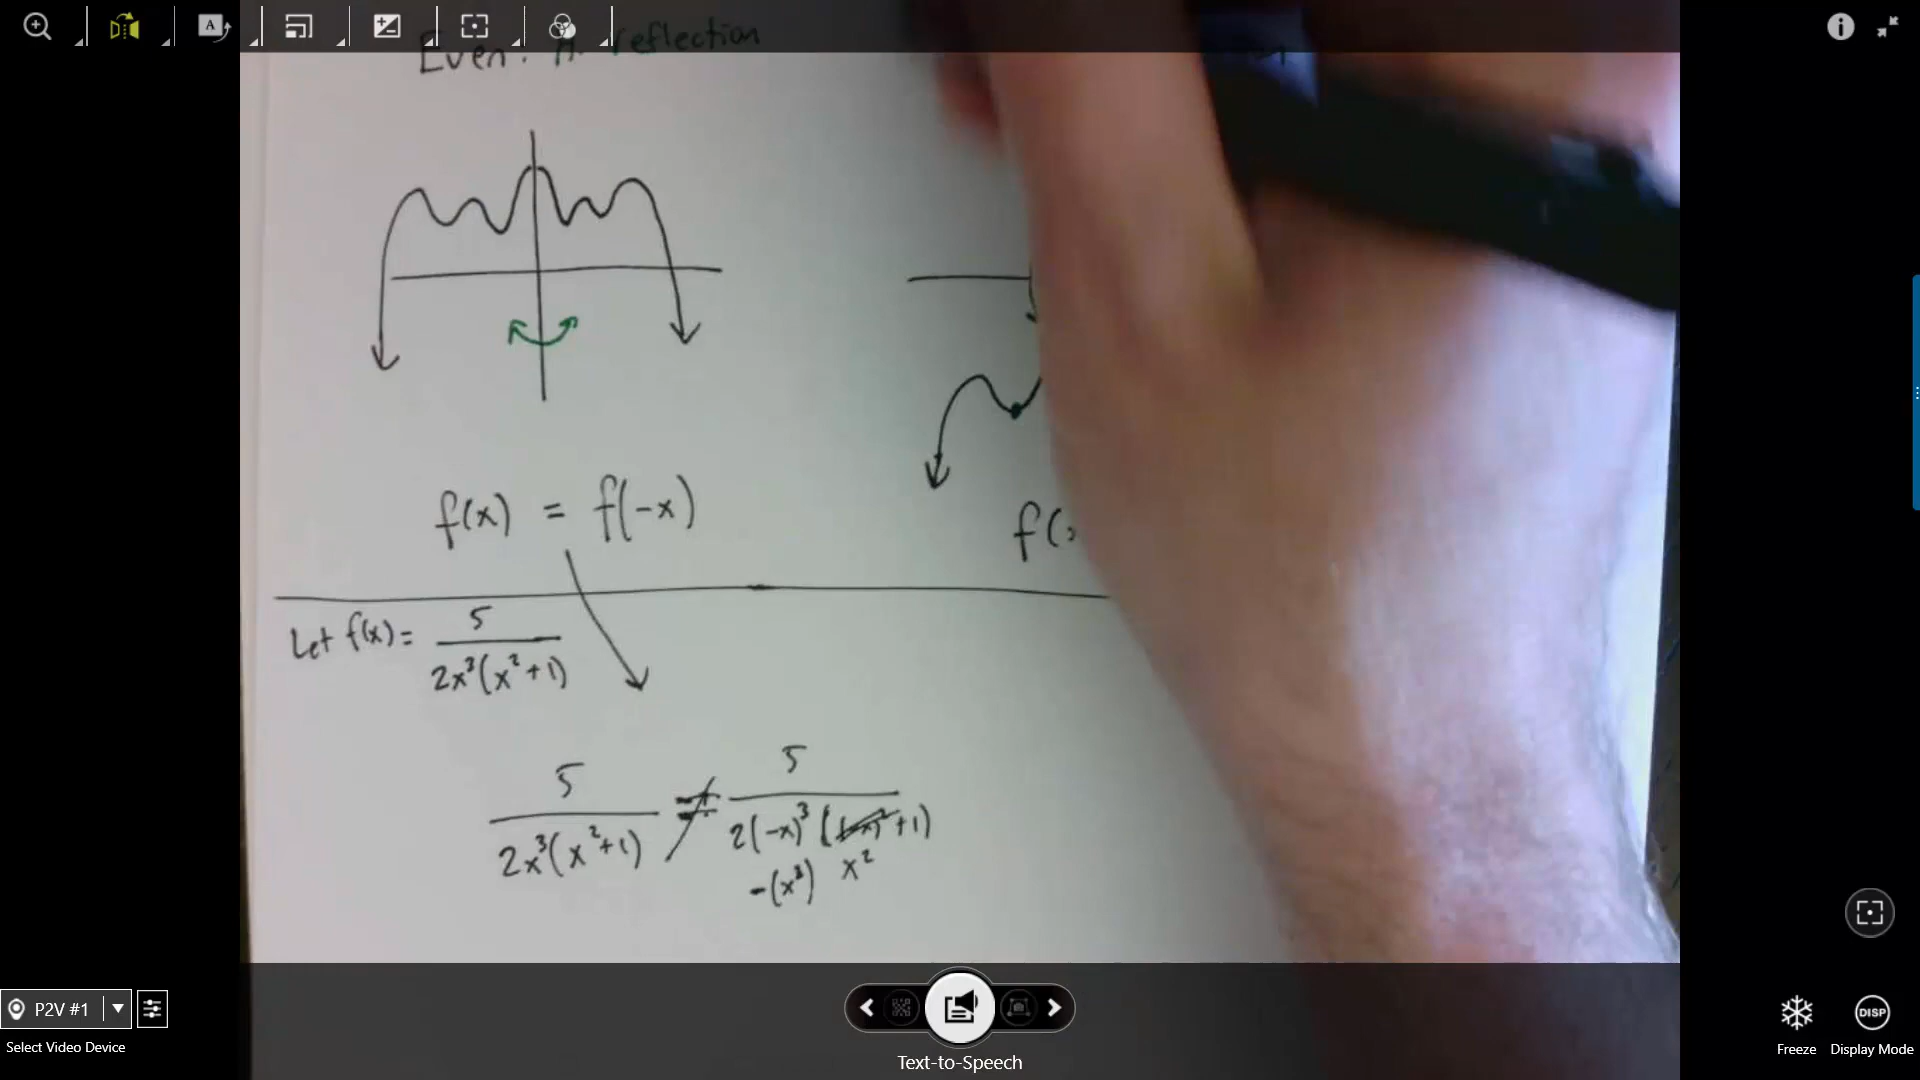 A
Even: A reflection
f(x) = f(-x)
f(
Let f(x) = 5 / 2x³(x²+1)
5 / 2x³(x²+1) ≠ 5 / 2(-x)³((-x)²+1)
-(x³) x²
P2V #1
Select Video Device
Text-to-Speech
Freeze
DISP
Display Mode